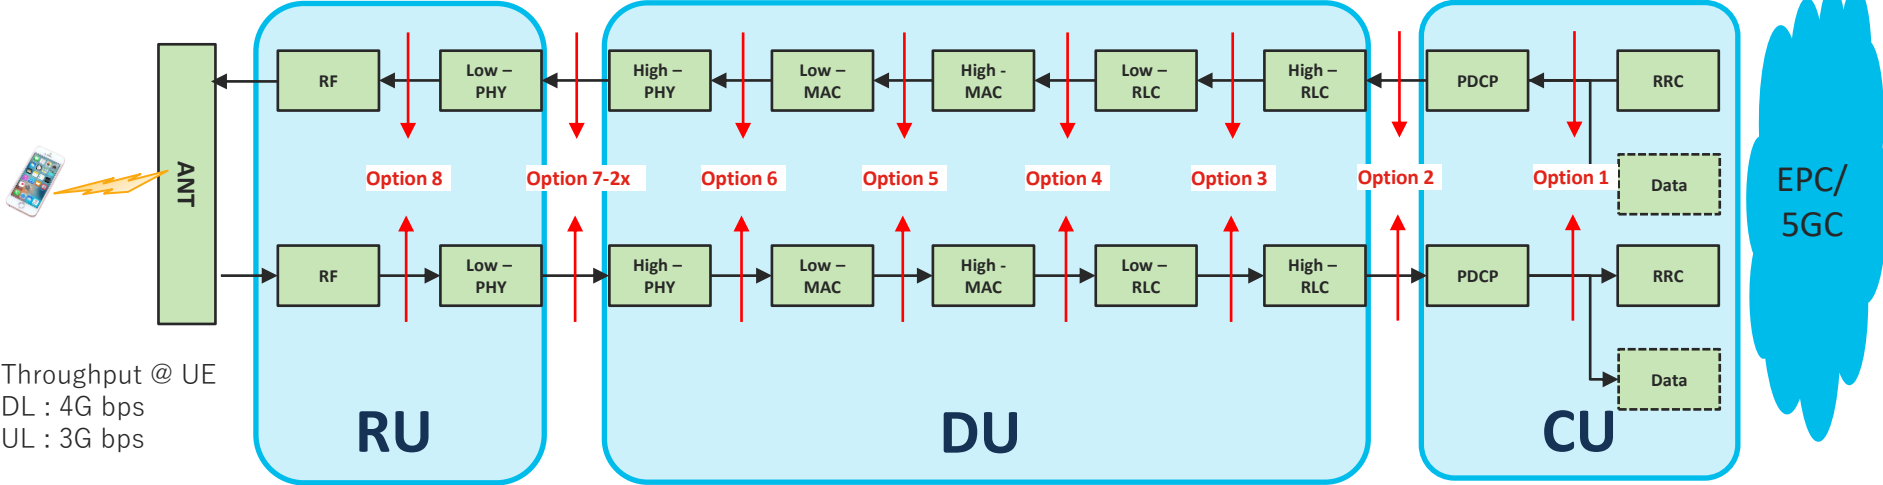 RF
Low –
PHY
High –
PHY
Low –
MAC
High -
MAC
Low –
RLC
High –
RLC
PDCP
RRC
ANT
Option 8
Option 7-2x
Option 6
Option 5
Option 4
Option 3
Option 2
Option 1
Data
EPC/
5GC
RF
Low –
PHY
High –
PHY
Low –
MAC
High -
MAC
Low –
RLC
High –
RLC
PDCP
RRC
Data
Throughput @ UE
DL : 4G bps
UL : 3G bps
RU
DU
CU